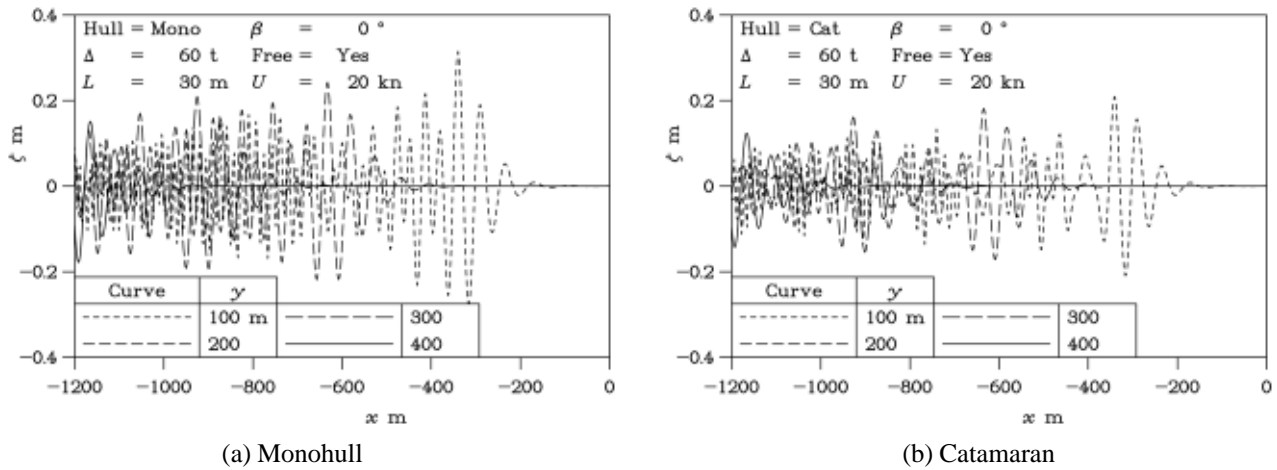 0.4
0.2
0
−0.2
−0.4
ζ m
Hull = Mono β = 0 °
Δ = 60 t Free = Yes
L = 30 m U = 20 kn
Curve y
100 m 300
200 400
−1200 −1000 −800 −600 −400 −200 0
x m
(a) Monohull
0.4
0.2
0
−0.2
−0.4
ζ m
Hull = Cat β = 0 °
Δ = 60 t Free = Yes
L = 30 m U = 20 kn
Curve y
100 m 300
200 400
−1200 −1000 −800 −600 −400 −200 0
x m
(b) Catamaran